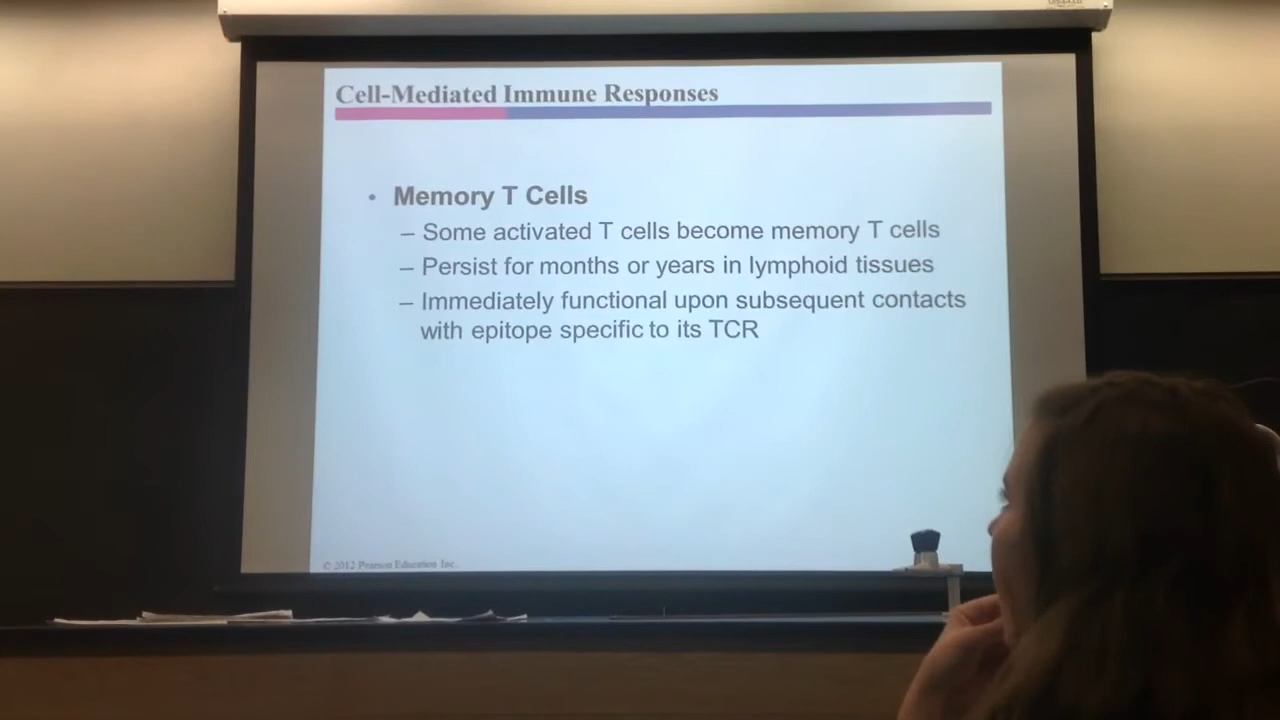 Cell-Mediated Immune Responses
• Memory T Cells
– Some activated T cells become memory T cells
– Persist for months or years in lymphoid tissues
– Immediately functional upon subsequent contacts
with epitope specific to its TCR
© 2012 Pearson Education Inc.